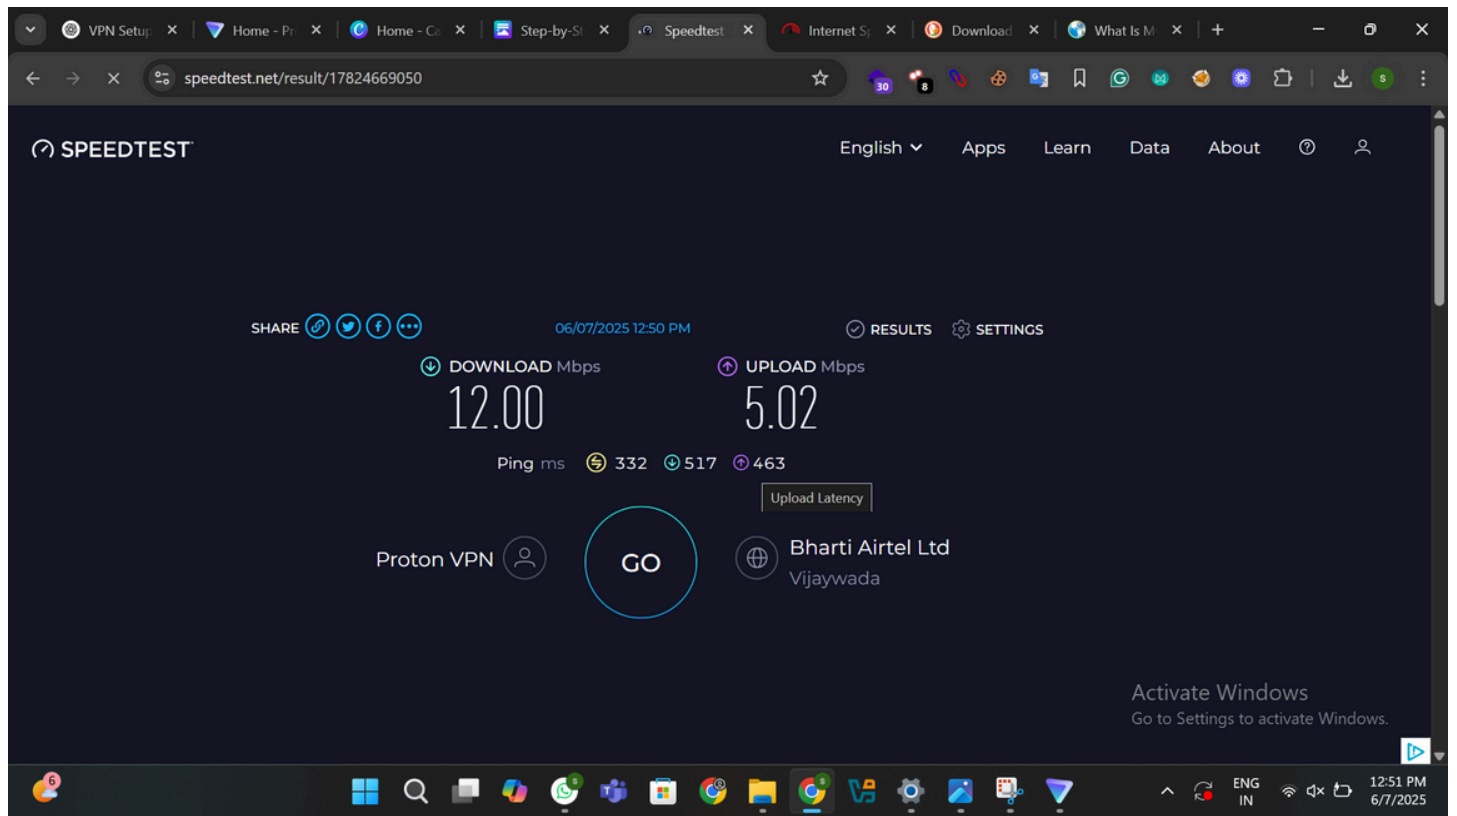 VPN Setup
Home - Pr
Home - Ca
Step-by-St
Speedtest
Internet Sp
Download
What Is M
speedtest.net/result/17824669050
30
8
S
SPEEDTEST
English
Apps
Learn
Data
About
SHARE
06/07/2025 12:50 PM
RESULTS
SETTINGS
DOWNLOAD Mbps
UPLOAD Mbps
12.00
5.02
Ping ms 332 517 463
Upload Latency
Proton VPN
GO
Bharti Airtel Ltd
Vijaywada
Activate Windows
Go to Settings to activate Windows.
6
ENG
IN
12:51 PM
6/7/2025